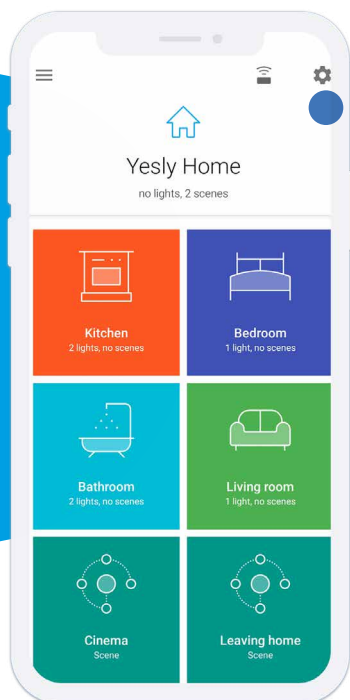 Yesly Home
no lights, 2 scenes
Kitchen
2 lights, no scenes
Bedroom
1 light, no scenes
Bathroom
2 lights, no scenes
Living room
1 light, no scenes
Cinema
Scene
Leaving home
Scene